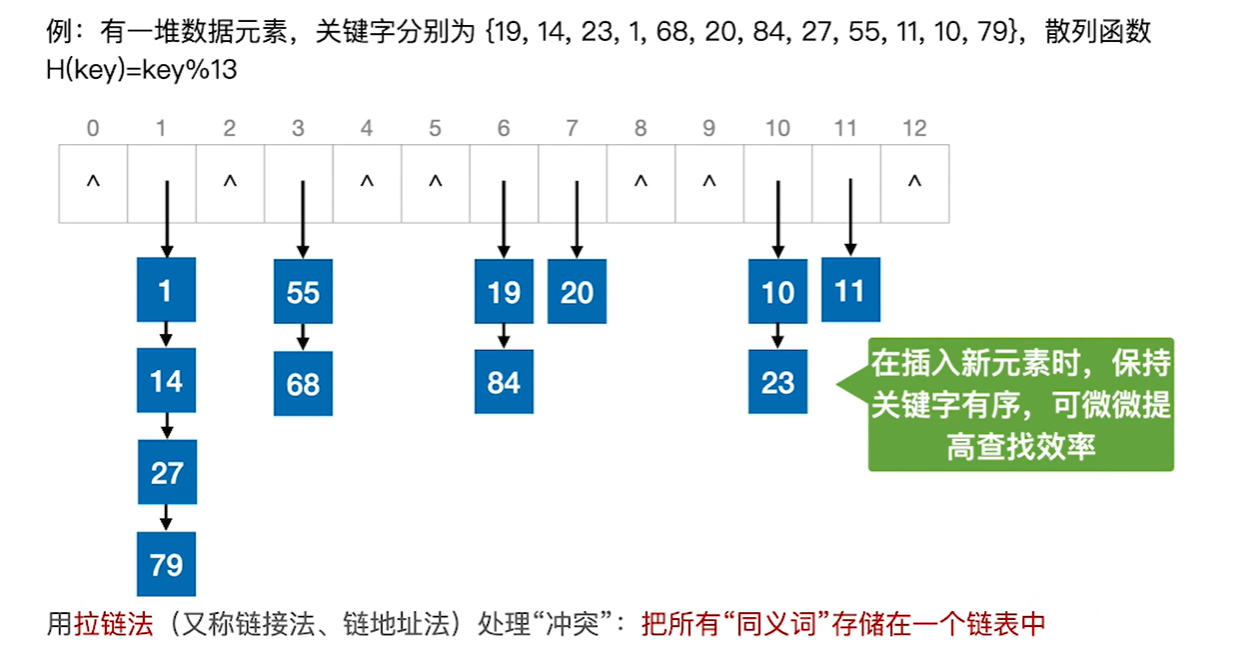 例：有一堆数据元素，关键字分别为 {19, 14, 23, 1, 68, 20, 84, 27, 55, 11, 10, 79}，散列函数
H(key)=key%13
0 1 2 3 4 5 6 7 8 9 10 11 12
^ ^ ^ ^ ^ ^ ^
1 55 19 20 10 11
14 68 84 23
27
79
在插入新元素时，保持
关键字有序，可微微提
高查找效率
用拉链法（又称链接法、链地址法）处理“冲突”：把所有“同义词”存储在一个链表中